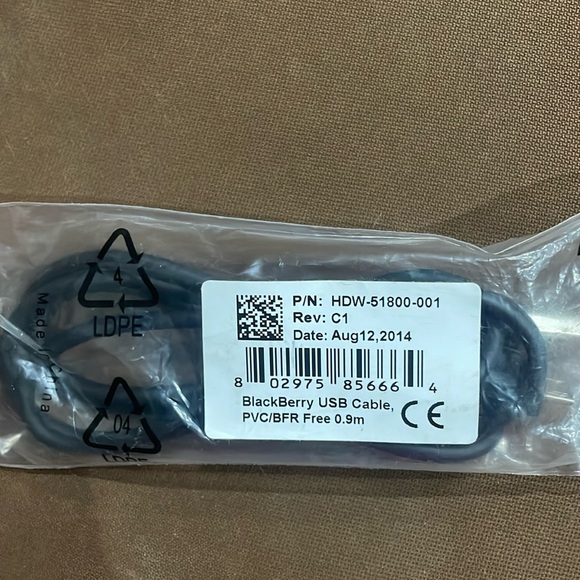 4
LDPE
Made in China
04
LDPE
P/N: HDW-51800-001
Rev: C1
Date: Aug12,2014
8 02975 85666 4
BlackBerry USB Cable,
PVC/BFR Free 0.9m
CE